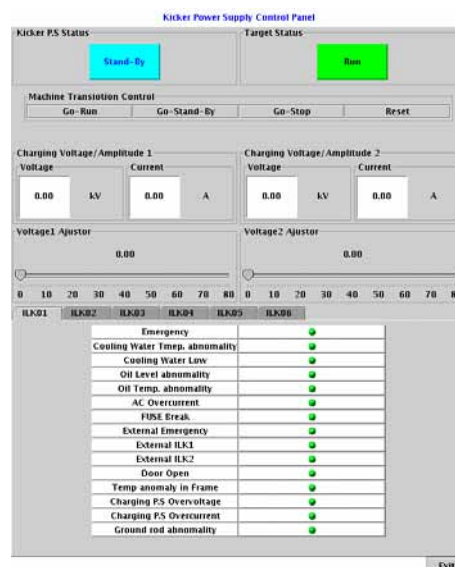 Kicker Power Supply Control Panel
Kicker P.S Status
Target Status
Stand-By
Run
Machine Transiotion Control
Go-Run Go-Stand-By Go-Stop Reset
Charging Voltage/Amplitude 1
Charging Voltage/Amplitude 2
Voltage Current Voltage Current
0.00 kV 0.00 A 0.00 kV 0.00 A
Voltage1 Ajustor
Voltage2 Ajustor
0.00 0.00
0 10 20 30 40 50 60 70 80 0 10 20 30 40 50 60 70 8
ILK01 ILK02 ILK03 ILK04 ILK05 ILK06
Emergency
Cooling Water Tmep. abnomality
Cooling Water Low
Oil Level abnomality
Oil Temp. abnomality
AC Overcurrent
FUSE Break
External Emergency
External ILK1
External ILK2
Door Open
Temp anomaly in Frame
Charging P.S Overvoltage
Charging P.S Overcurrent
Ground rod abnomality
Exit